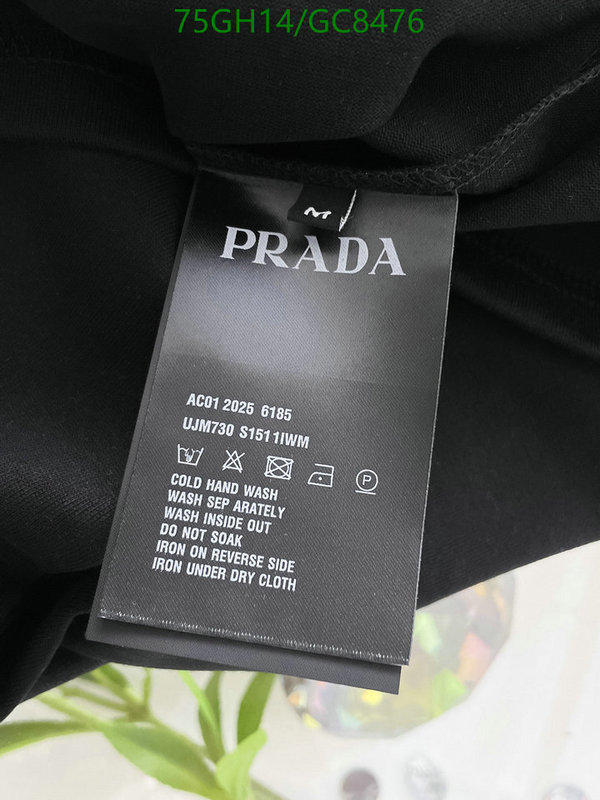 75GH14/GC8476
M
PRADA
AC01 2025 6185
UJM730 S1511IWM
P
COLD HAND WASH
WASH SEP ARATELY
WASH INSIDE OUT
DO NOT SOAK
IRON ON REVERSE SIDE
IRON UNDER DRY CLOTH